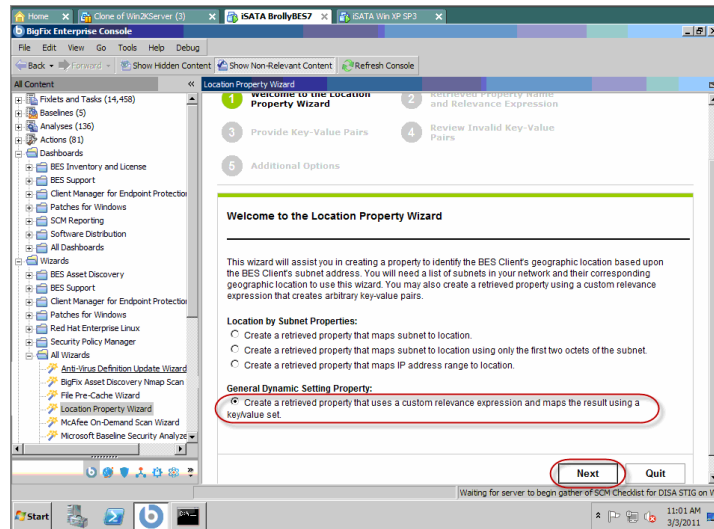 Home
Clone of Win2KServer (3)
iSATA BrollyBES7
iSATA Win XP SP3
BigFix Enterprise Console
File Edit View Go Tools Help Debug
Back Forward Show Hidden Content Show Non-Relevant Content Refresh Console
All Content
Location Property Wizard
Fixlets and Tasks (14,458)
Baselines (5)
Analyses (136)
Actions (81)
Dashboards
BES Inventory and License
BES Support
Client Manager for Endpoint Protection
Patches for Windows
SCM Reporting
Software Distribution
All Dashboards
Wizards
BES Asset Discovery
BES Support
Client Manager for Endpoint Protection
Patches for Windows
Red Hat Enterprise Linux
Security Policy Manager
All Wizards
Anti-Virus Definition Update Wizard
BigFix Asset Discovery Nmap Scan
File Pre-Cache Wizard
Location Property Wizard
McAfee On-Demand Scan Wizard
Microsoft Baseline Security Analyze
1 Welcome to the Location
Property Wizard
2 Retrieved Property Name
and Relevance Expression
3 Provide Key-Value Pairs
4 Review Invalid Key-Value
Pairs
5 Additional Options
Welcome to the Location Property Wizard
This wizard will assist you in creating a property to identify the BES Client's geographic location based upon
the BES Client's subnet address. You will need a list of subnets in your network and their corresponding
geographic location to use this wizard. You may also create a retrieved property using a custom relevance
expression that creates arbitrary key-value pairs.
Location by Subnet Properties:
Create a retrieved property that maps subnet to location.
Create a retrieved property that maps subnet to location using only the first two octets of the subnet.
Create a retrieved property that maps IP address range to location.
General Dynamic Setting Property:
Create a retrieved property that uses a custom relevance expression and maps the result using a
key/value set.
Next Quit
Waiting for server to begin gather of SCM Checklist for DISA STIG on W
Start
11:01 AM
3/3/2011